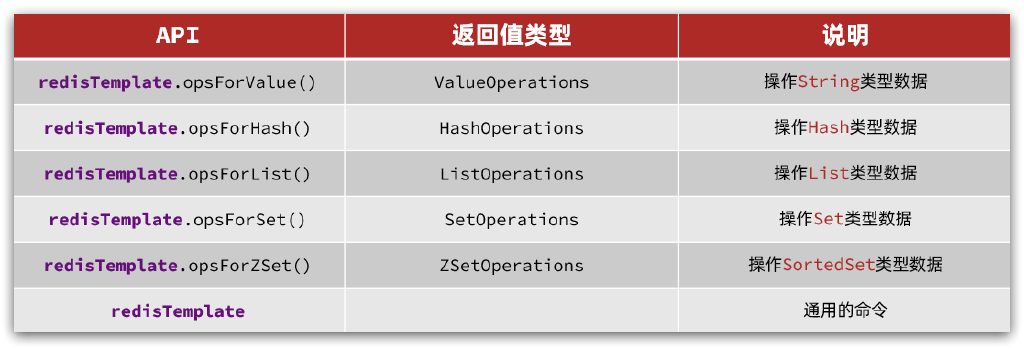 API 返回值类型 说明
redisTemplate.opsForValue() ValueOperations 操作String类型数据
redisTemplate.opsForHash() HashOperations 操作Hash类型数据
redisTemplate.opsForList() ListOperations 操作List类型数据
redisTemplate.opsForSet() SetOperations 操作Set类型数据
redisTemplate.opsForZSet() ZSetOperations 操作SortedSet类型数据
redisTemplate 通用的命令